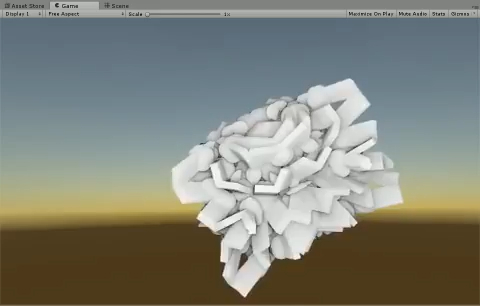 Asset Store Game Scene
Display 1 Free Aspect Scale 1x Maximize On Play Mute Audio Stats Gizmos